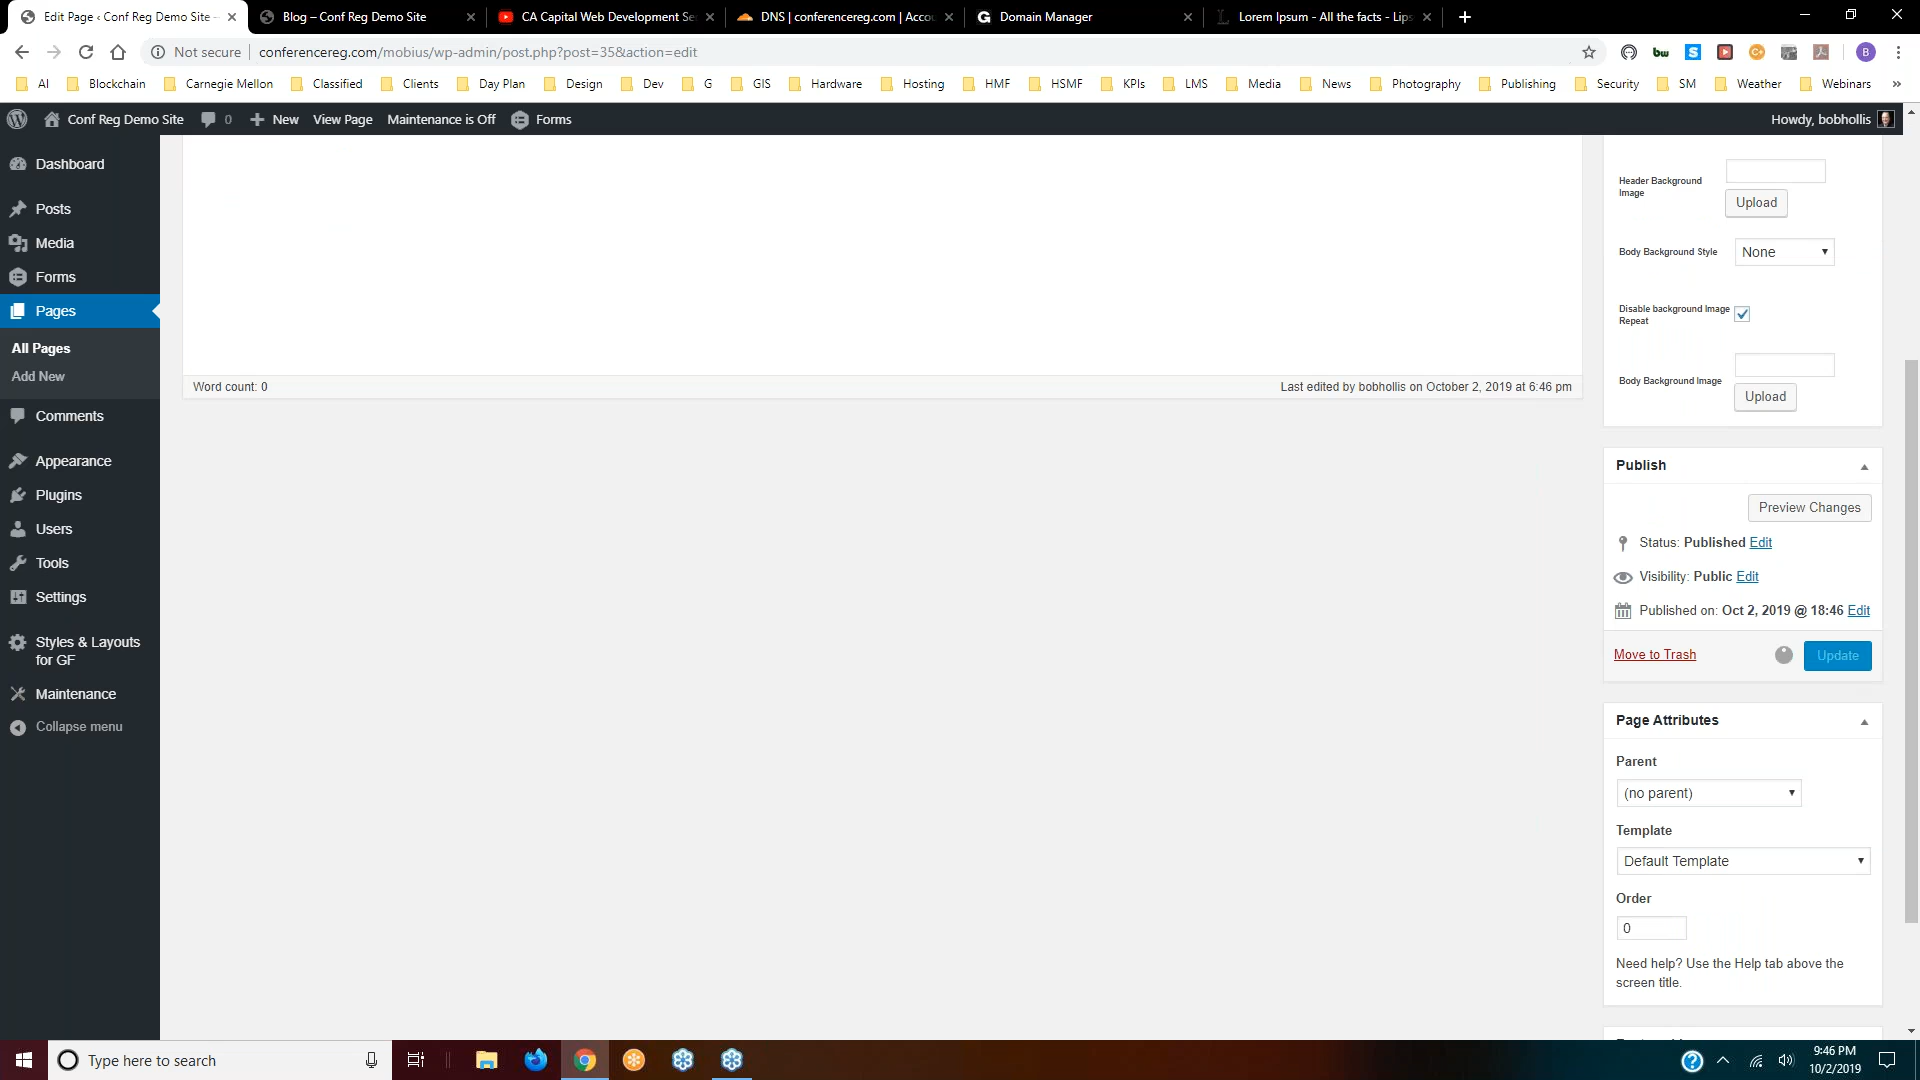 Edit Page ‹ Conf Reg Demo Site –
Blog – Conf Reg Demo Site
CA Capital Web Development Se
DNS | conferencereg.com | Accou
Domain Manager
Lorem Ipsum - All the facts - Lips
Not secure
conferencereg.com/mobius/wp-admin/post.php?post=35&action=edit
AI
Blockchain
Carnegie Mellon
Classified
Clients
Day Plan
Design
Dev
G
GIS
Hardware
Hosting
HMF
HSMF
KPIs
LMS
Media
News
Photography
Publishing
Security
SM
Weather
Webinars
»
Conf Reg Demo Site
0
New
View Page
Maintenance is Off
Forms
Howdy, bobhollis
Dashboard
Posts
Media
Forms
Pages
All Pages
Add New
Comments
Appearance
Plugins
Users
Tools
Settings
Styles & Layouts
for GF
Maintenance
Collapse menu
Word count: 0
Last edited by bobhollis on October 2, 2019 at 6:46 pm
Header Background
Image
Upload
Body Background Style
None
Disable background Image
Repeat
Body Background Image
Upload
Publish
Preview Changes
Status: Published Edit
Visibility: Public Edit
Published on: Oct 2, 2019 @ 18:46 Edit
Move to Trash
Update
Page Attributes
Parent
(no parent)
Template
Default Template
Order
0
Need help? Use the Help tab above the
screen title.
Type here to search
9:46 PM
10/2/2019